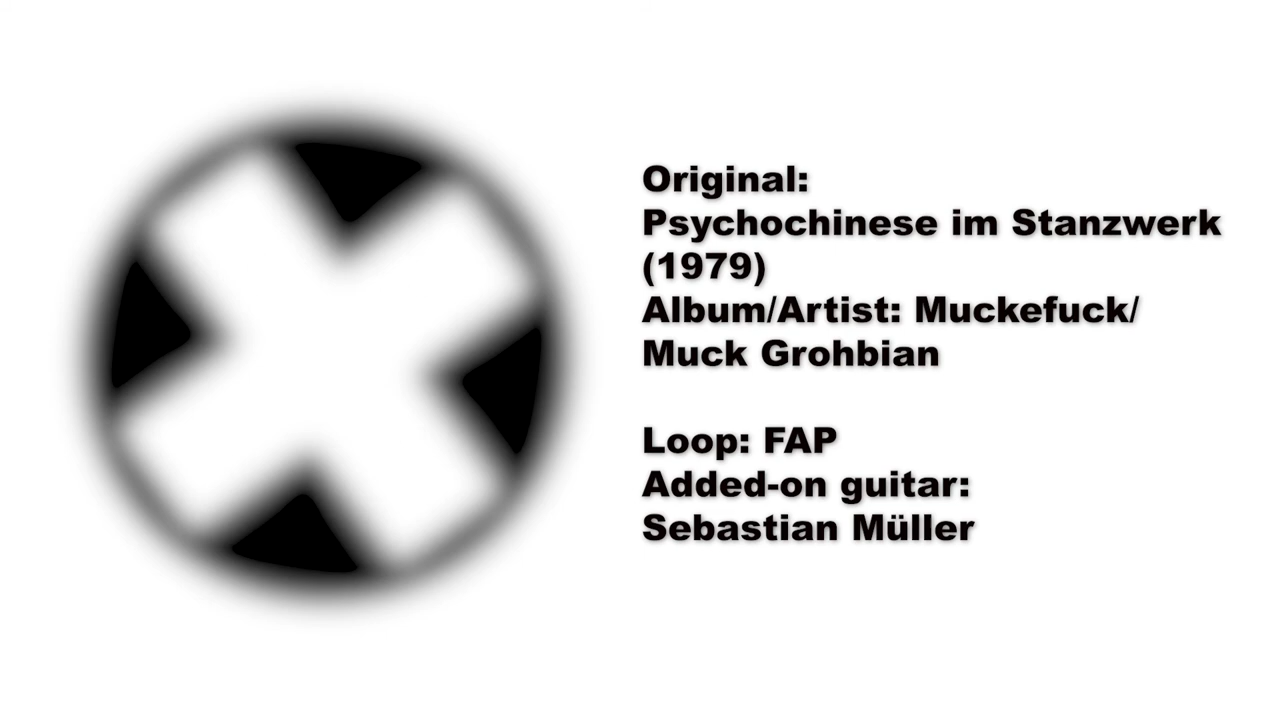 Original:
Psychochinese im Stanzwerk
(1979)
Album/Artist: Muckefuck/
Muck Grohbian
Loop: FAP
Added-on guitar:
Sebastian Müller